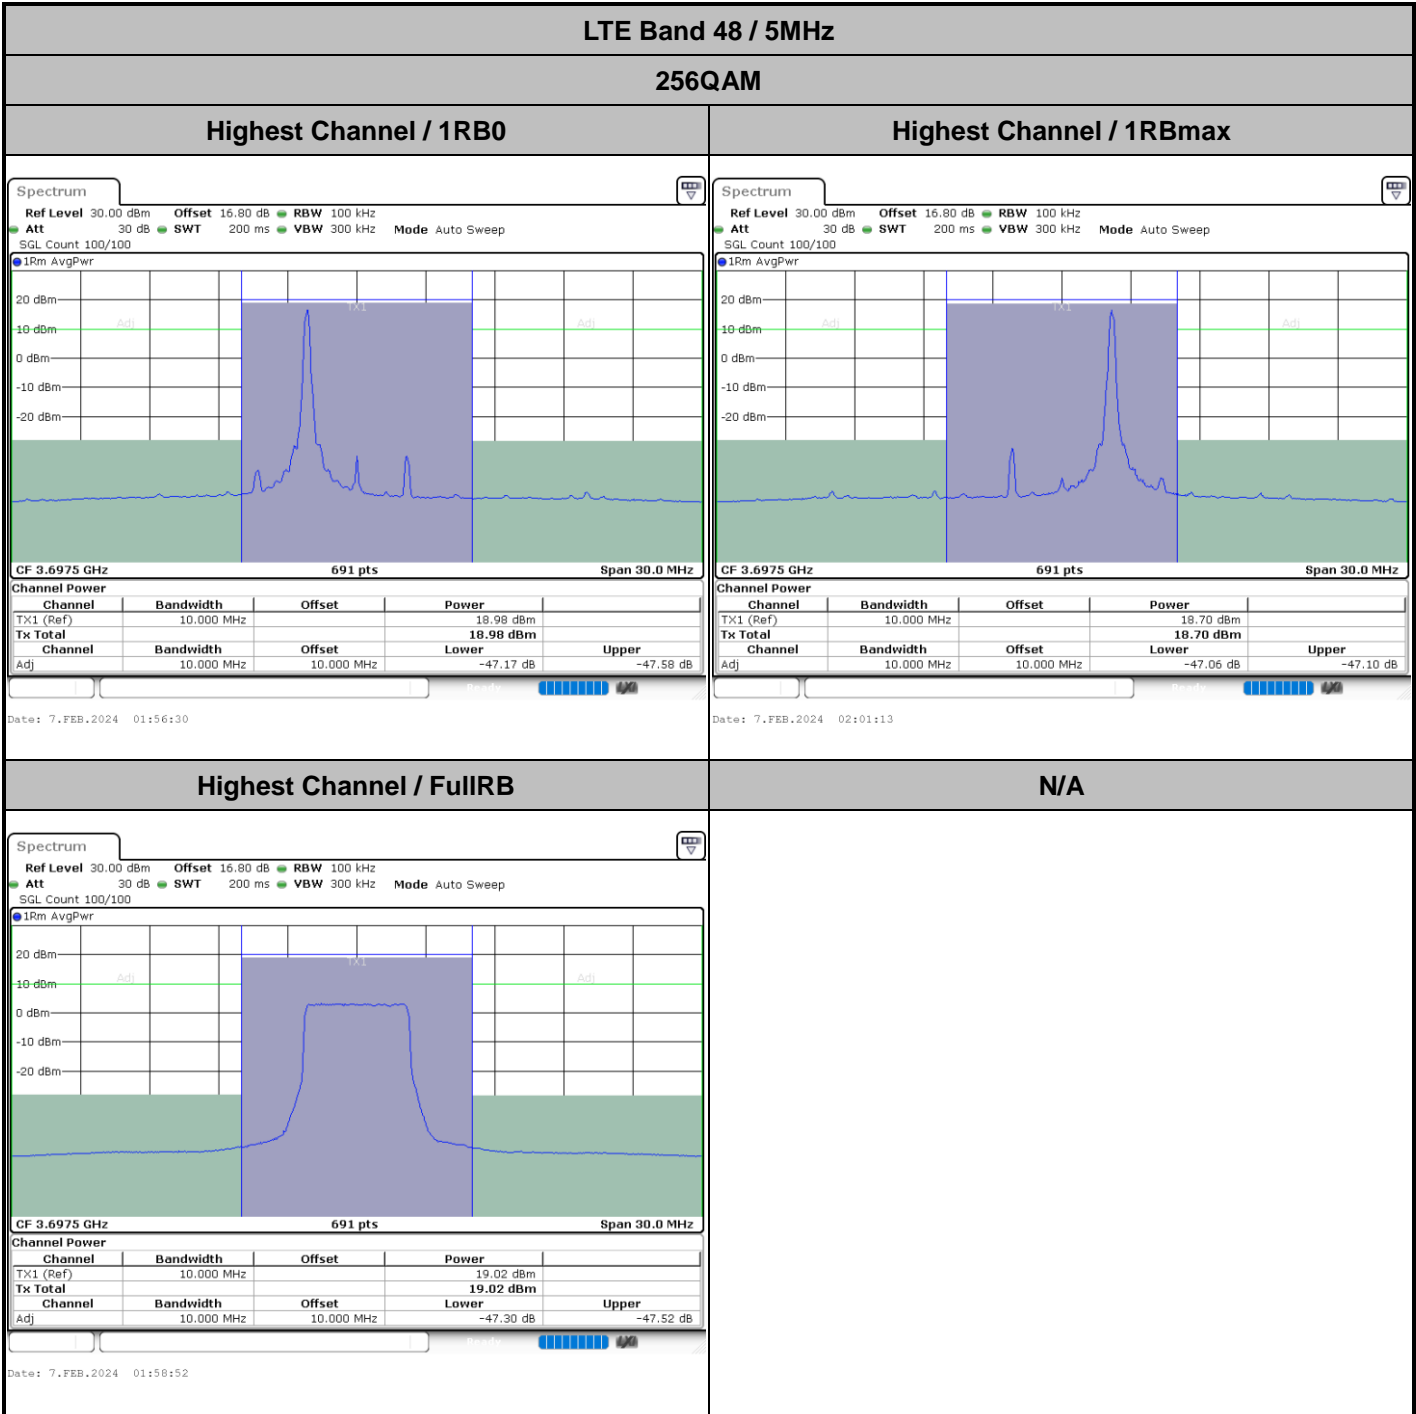 LTE Band 48 / 5MHz
256QAM
Highest Channel / 1RB0
Highest Channel / 1RBmax
Spectrum
Ref Level 30.00 dBm Offset 16.80 dB RBW 100 kHz
Att 30 dB SWT 200 ms VBW 300 kHz Mode Auto Sweep
SGL Count 100/100
1Rm AvgPwr
TX1
20 dBm
Adj
Adj
10 dBm
0 dBm
-10 dBm
-20 dBm
CF 3.6975 GHz 691 pts Span 30.0 MHz
Channel Power
Channel Bandwidth Offset Power
TX1 (Ref) 10.000 MHz 18.98 dBm
Tx Total 18.98 dBm
Channel Bandwidth Offset Lower Upper
Adj 10.000 MHz 10.000 MHz -47.17 dB -47.58 dB
Ready
Date: 7.FEB.2024 01:56:30
Spectrum
Ref Level 30.00 dBm Offset 16.80 dB RBW 100 kHz
Att 30 dB SWT 200 ms VBW 300 kHz Mode Auto Sweep
SGL Count 100/100
1Rm AvgPwr
TX1
20 dBm
Adj
Adj
10 dBm
0 dBm
-10 dBm
-20 dBm
CF 3.6975 GHz 691 pts Span 30.0 MHz
Channel Power
Channel Bandwidth Offset Power
TX1 (Ref) 10.000 MHz 18.70 dBm
Tx Total 18.70 dBm
Channel Bandwidth Offset Lower Upper
Adj 10.000 MHz 10.000 MHz -47.06 dB -47.10 dB
Ready
Date: 7.FEB.2024 02:01:13
Highest Channel / FullRB
N/A
Spectrum
Ref Level 30.00 dBm Offset 16.80 dB RBW 100 kHz
Att 30 dB SWT 200 ms VBW 300 kHz Mode Auto Sweep
SGL Count 100/100
1Rm AvgPwr
20 dBm
TX1
Adj
Adj
10 dBm
0 dBm
-10 dBm
-20 dBm
CF 3.6975 GHz 691 pts Span 30.0 MHz
Channel Power
Channel Bandwidth Offset Power
TX1 (Ref) 10.000 MHz 19.02 dBm
Tx Total 19.02 dBm
Channel Bandwidth Offset Lower Upper
Adj 10.000 MHz 10.000 MHz -47.30 dB -47.52 dB
Ready
Date: 7.FEB.2024 01:58:52